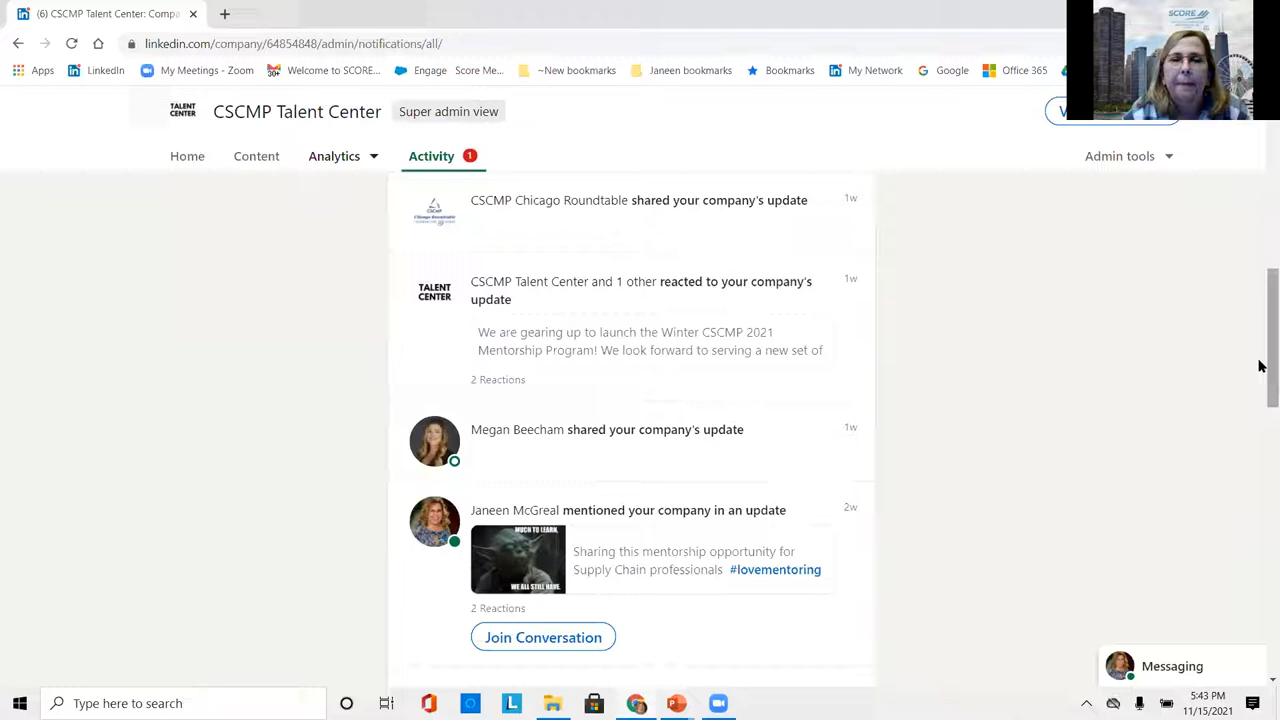 (6) CSCMP Talent Center: Compa
linkedin.com/company/64854646/admin/notifications/all/
Apps
LinkedIn
My Meetings - Zoom
Welcome to SCOR...
Engage
Score Me...
~New bookmarks
Janeen bookmarks
Bookmarks
My Network
Google
Office 365
SCORE
TALENT
CENTER
CSCMP Talent Center
Super admin view
Home
Content
Analytics
Activity
1
Admin tools
CSCMP Chicago Roundtable shared your company's update
1w
TALENT
CENTER
CSCMP Talent Center and 1 other reacted to your company's
update
1w
We are gearing up to launch the Winter CSCMP 2021
Mentorship Program! We look forward to serving a new set of
2 Reactions
Megan Beecham shared your company's update
1w
Janeen McGreal mentioned your company in an update
2w
MUCH TO LEARN,
WE ALL STILL HAVE.
Sharing this mentorship opportunity for
Supply Chain professionals #lovementoring
2 Reactions
Join Conversation
Messaging
Type here to search
5:43 PM
11/15/2021